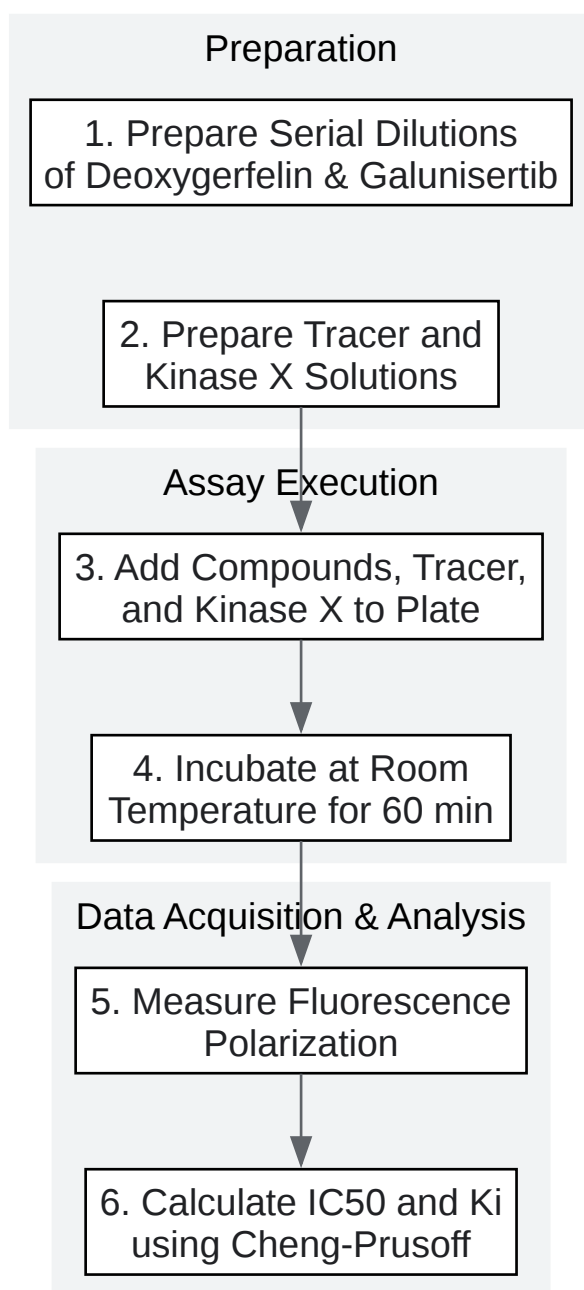 Preparation
1. Prepare Serial Dilutions
of Deoxygerfelin & Galunisertib
2. Prepare Tracer and
Kinase X Solutions
Assay Execution
3. Add Compounds, Tracer,
and Kinase X to Plate
4. Incubate at Room
Temperature for 60 min
Data Acquisition & Analysis
5. Measure Fluorescence
Polarization
6. Calculate IC50 and Ki
using Cheng-Prusoff